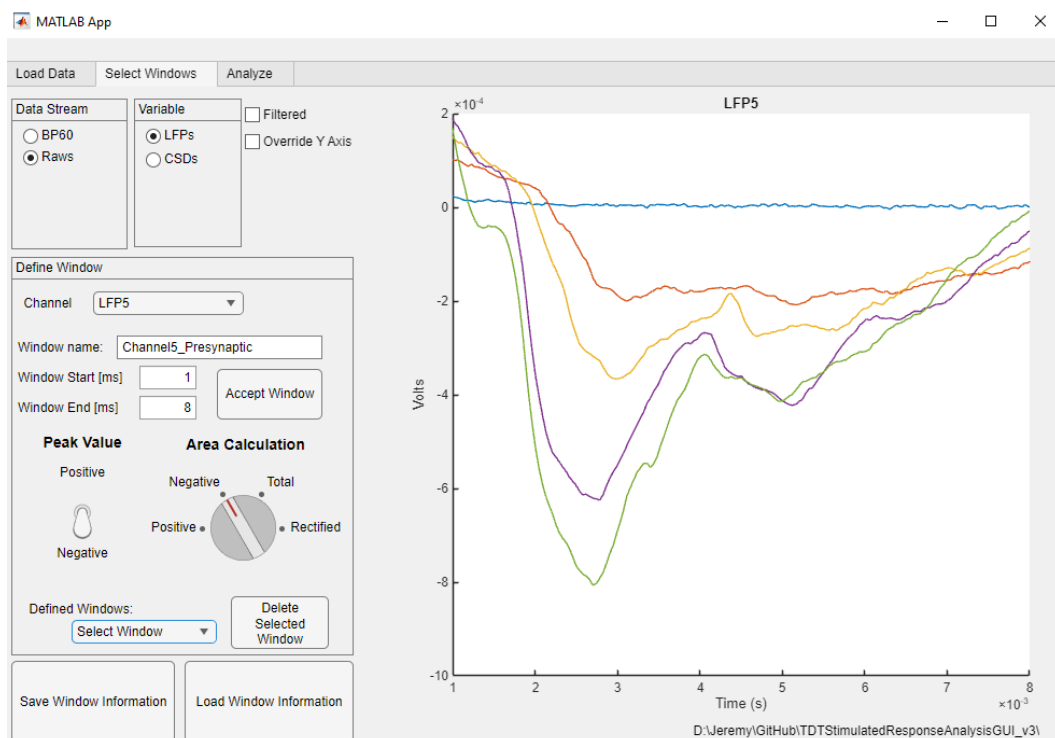 MATLAB App
Load Data
Select Windows
Analyze
Data Stream
BP60
Raws
Variable
LFPs
CSDs
Filtered
Override Y Axis
Define Window
Channel
LFP5
Window name:
Channel5_Presynaptic
Window Start [ms]
1
Window End [ms]
8
Accept Window
Peak Value
Positive
Negative
Area Calculation
Negative
Total
Positive
Rectified
Defined Windows:
Select Window
Delete
Selected
Window
Save Window Information
Load Window Information
LFP5
×10⁻⁴
2
0
-2
-4
-6
-8
-10
Volts
1
2
3
4
5
6
7
8
Time (s)
×10⁻³
D:\Jeremy\GitHub\TDTStimulatedResponseAnalysisGUI_v3\